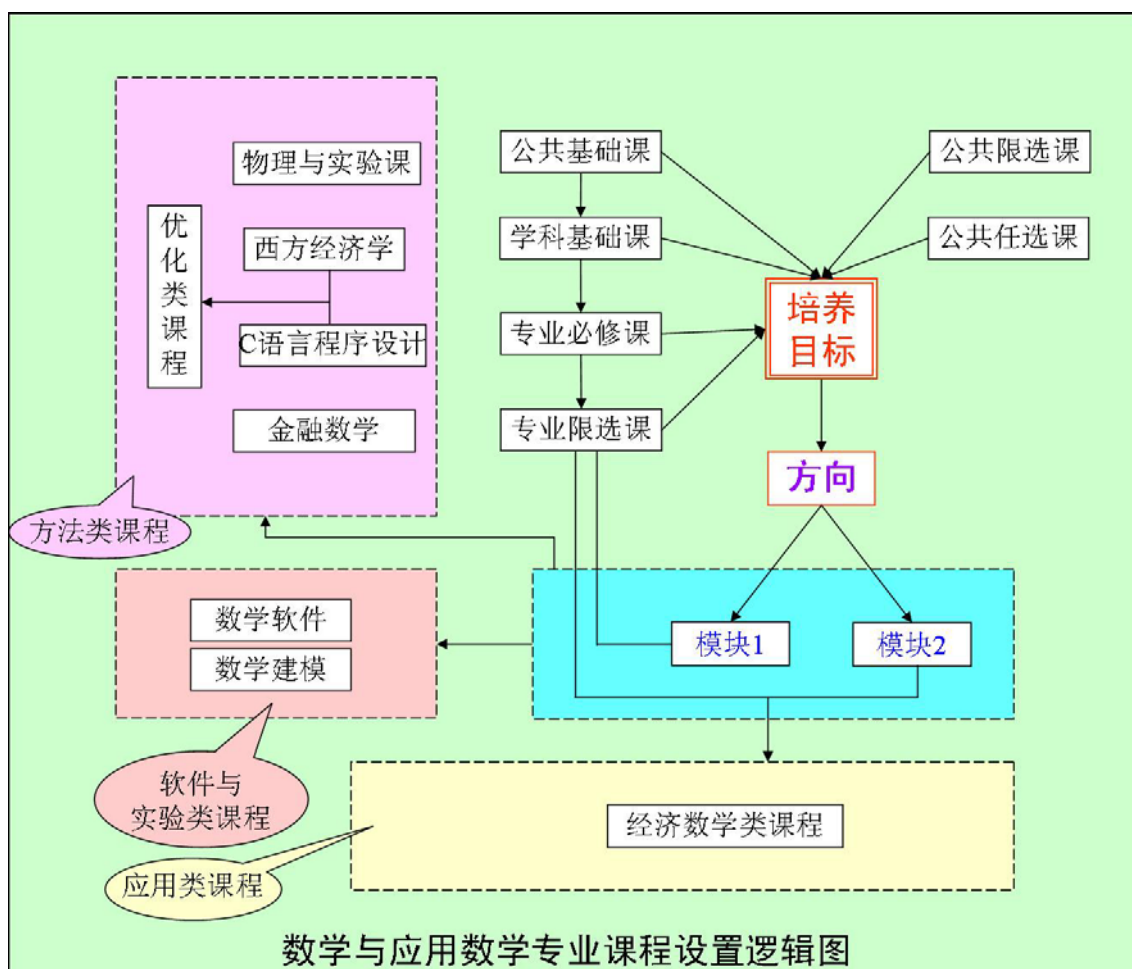 物理与实验课
优化类课程
西方经济学
C语言程序设计
金融数学
方法类课程
公共基础课
学科基础课
专业必修课
专业限选课
公共限选课
公共任选课
培养
目标
方向
模块1
模块2
数学软件
数学建模
软件与
实验类课程
经济数学类课程
应用类课程
数学与应用数学专业课程设置逻辑图